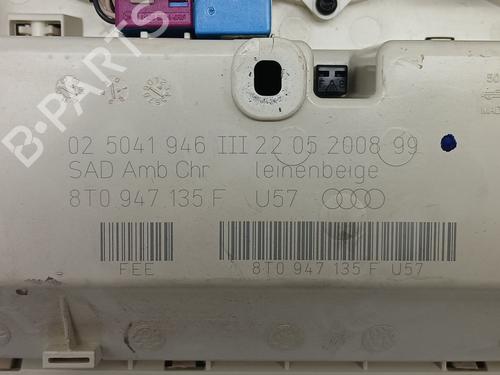 B-PARTS
02 5041 946 III 22 05 2008 99
SAD Amb Chr leinenbeige
8T0 947 135 F U57
FEE 8T0 947 135 F U57